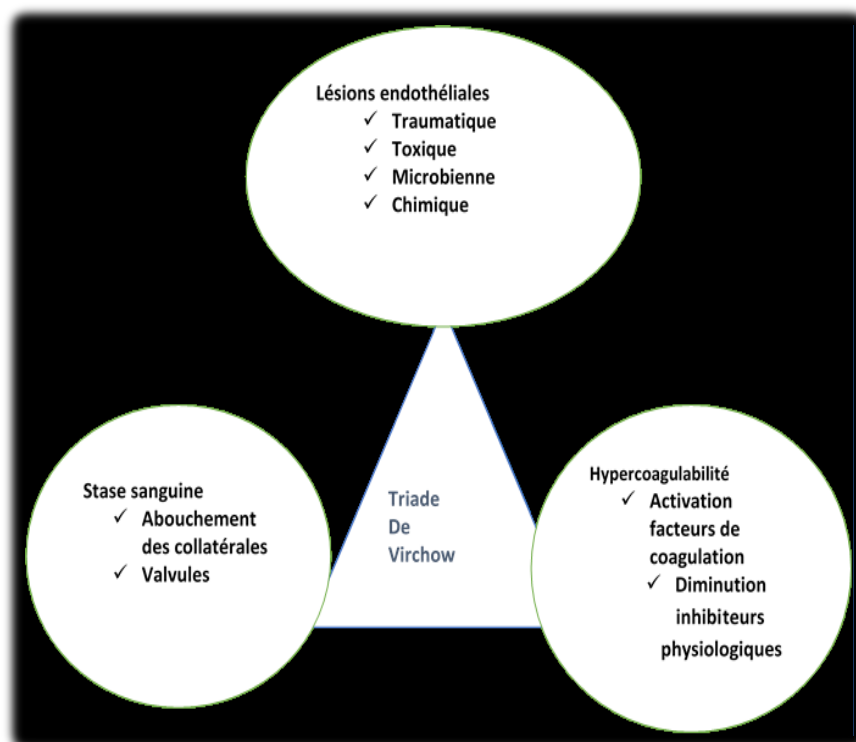 Lésions endothéliales
✓ Traumatique
✓ Toxique
✓ Microbienne
✓ Chimique
Stase sanguine
✓ Abouchement
des collatérales
✓ Valvules
Triade
De
Virchow
Hypercoagulabilité
✓ Activation
facteurs de
coagulation
✓ Diminution
inhibiteurs
physiologiques